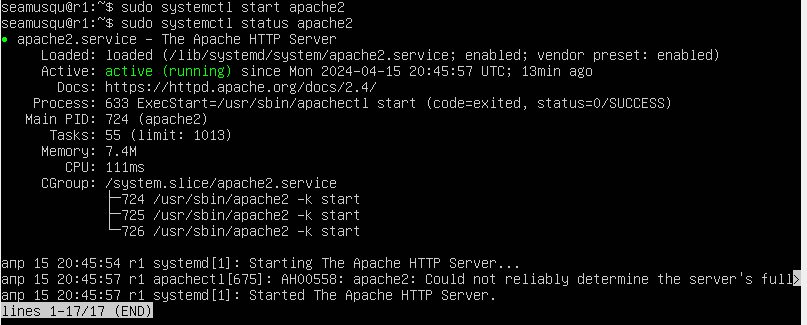 seamusqu@r1:~$ sudo systemctl start apache2
seamusqu@r1:~$ sudo systemctl status apache2
● apache2.service – The Apache HTTP Server
     Loaded: loaded (/lib/systemd/system/apache2.service; enabled; vendor preset: enabled)
     Active: active (running) since Mon 2024-04-15 20:45:57 UTC; 13min ago
       Docs: https://httpd.apache.org/docs/2.4/
    Process: 633 ExecStart=/usr/sbin/apachectl start (code=exited, status=0/SUCCESS)
   Main PID: 724 (apache2)
      Tasks: 55 (limit: 1013)
     Memory: 7.4M
        CPU: 111ms
     CGroup: /system.slice/apache2.service
             ├─724 /usr/sbin/apache2 -k start
             ├─725 /usr/sbin/apache2 -k start
             └─726 /usr/sbin/apache2 -k start
апр 15 20:45:54 r1 systemd[1]: Starting The Apache HTTP Server...
апр 15 20:45:57 r1 apachectl[675]: AH00558: apache2: Could not reliably determine the server's full>
апр 15 20:45:57 r1 systemd[1]: Started The Apache HTTP Server.
lines 1-17/17 (END)